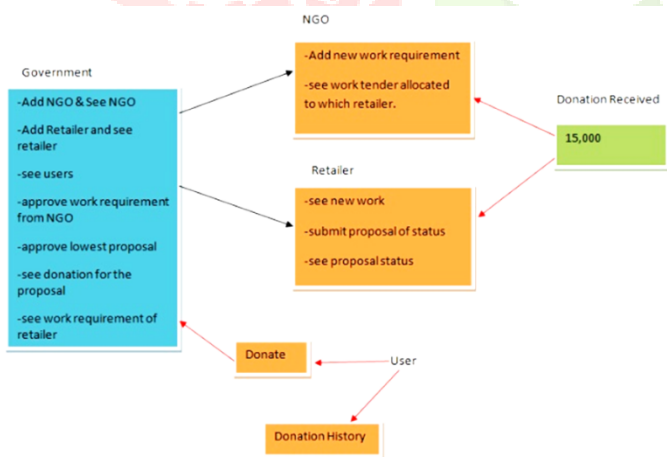 NGO
-Add new work requirement
-see work tender allocated
to which retailer.
Government
-Add NGO & See NGO
-Add Retailer and see
retailer
-see users
-approve work requirement
from NGO
-approve lowest proposal
-see donation for the
proposal
-see work requirement of
retailer
Donation Received
15,000
Retailer
-see new work
-submit proposal of status
-see proposal status
Donate
User
Donation History